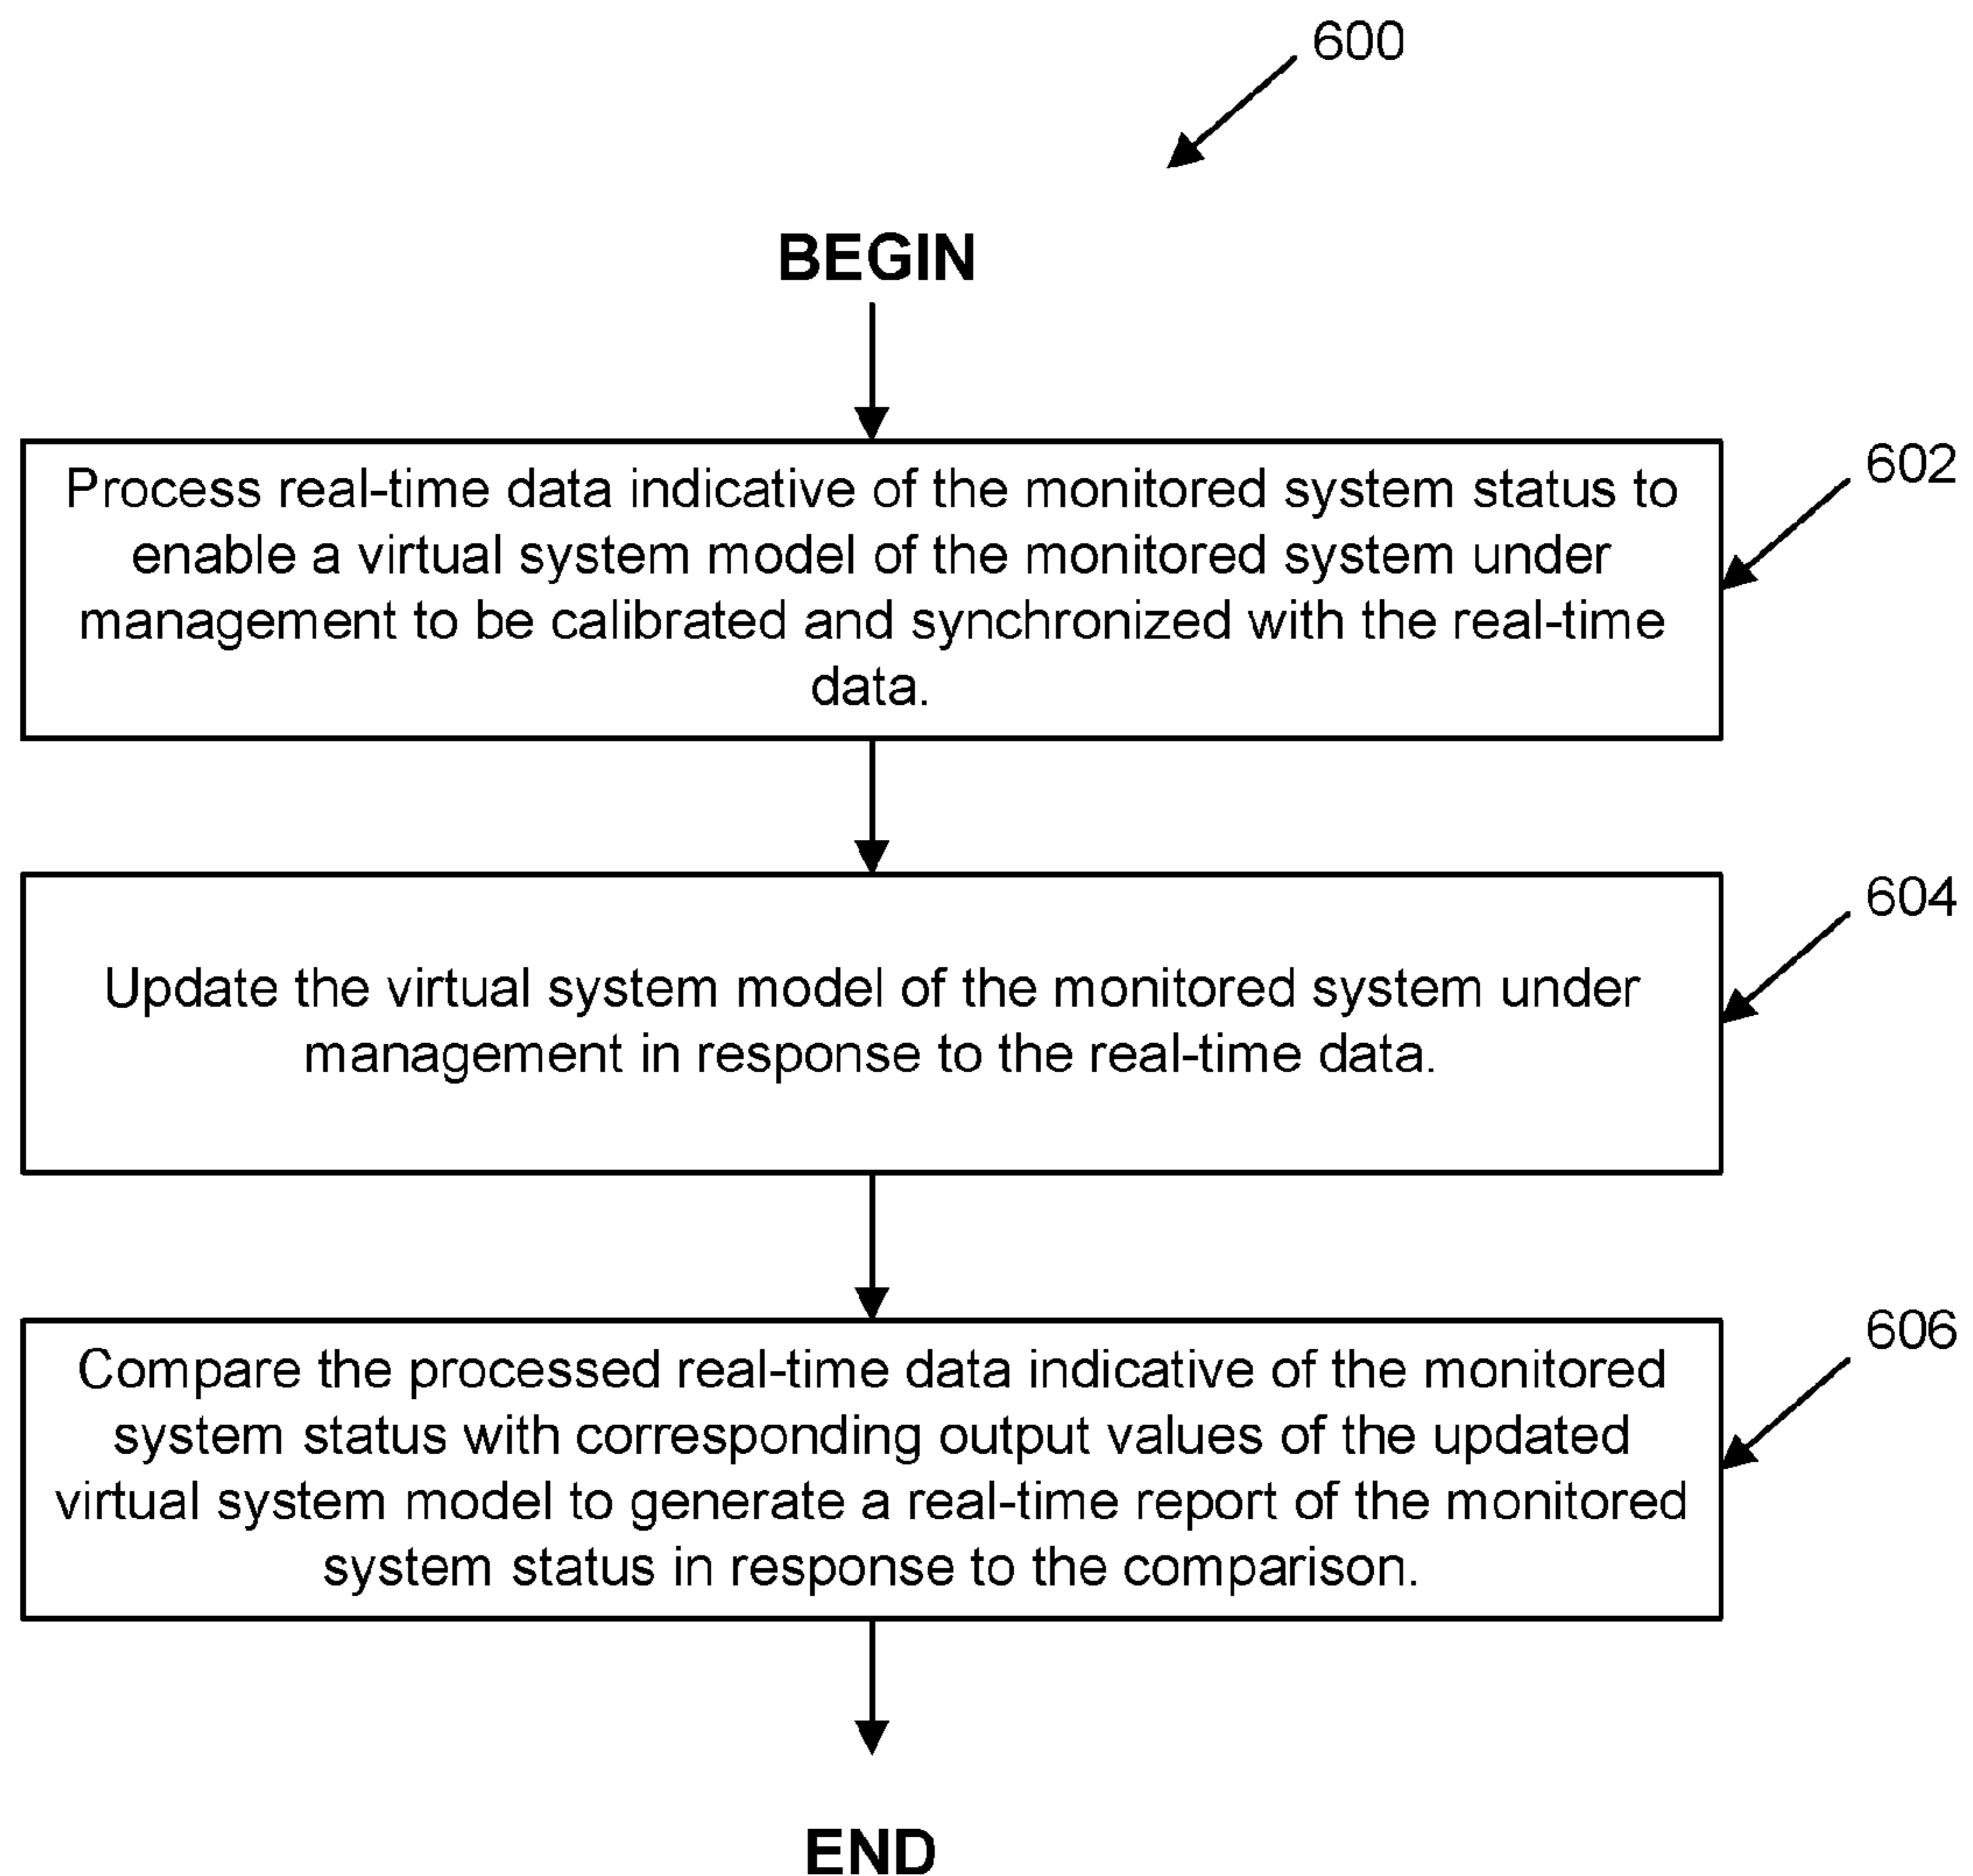 600
BEGIN
602
Process real-time data indicative of the monitored system status to
enable a virtual system model of the monitored system under
management to be calibrated and synchronized with the real-time
data.
604
Update the virtual system model of the monitored system under
management in response to the real-time data.
606
Compare the processed real-time data indicative of the monitored
system status with corresponding output values of the updated
virtual system model to generate a real-time report of the monitored
system status in response to the comparison.
END